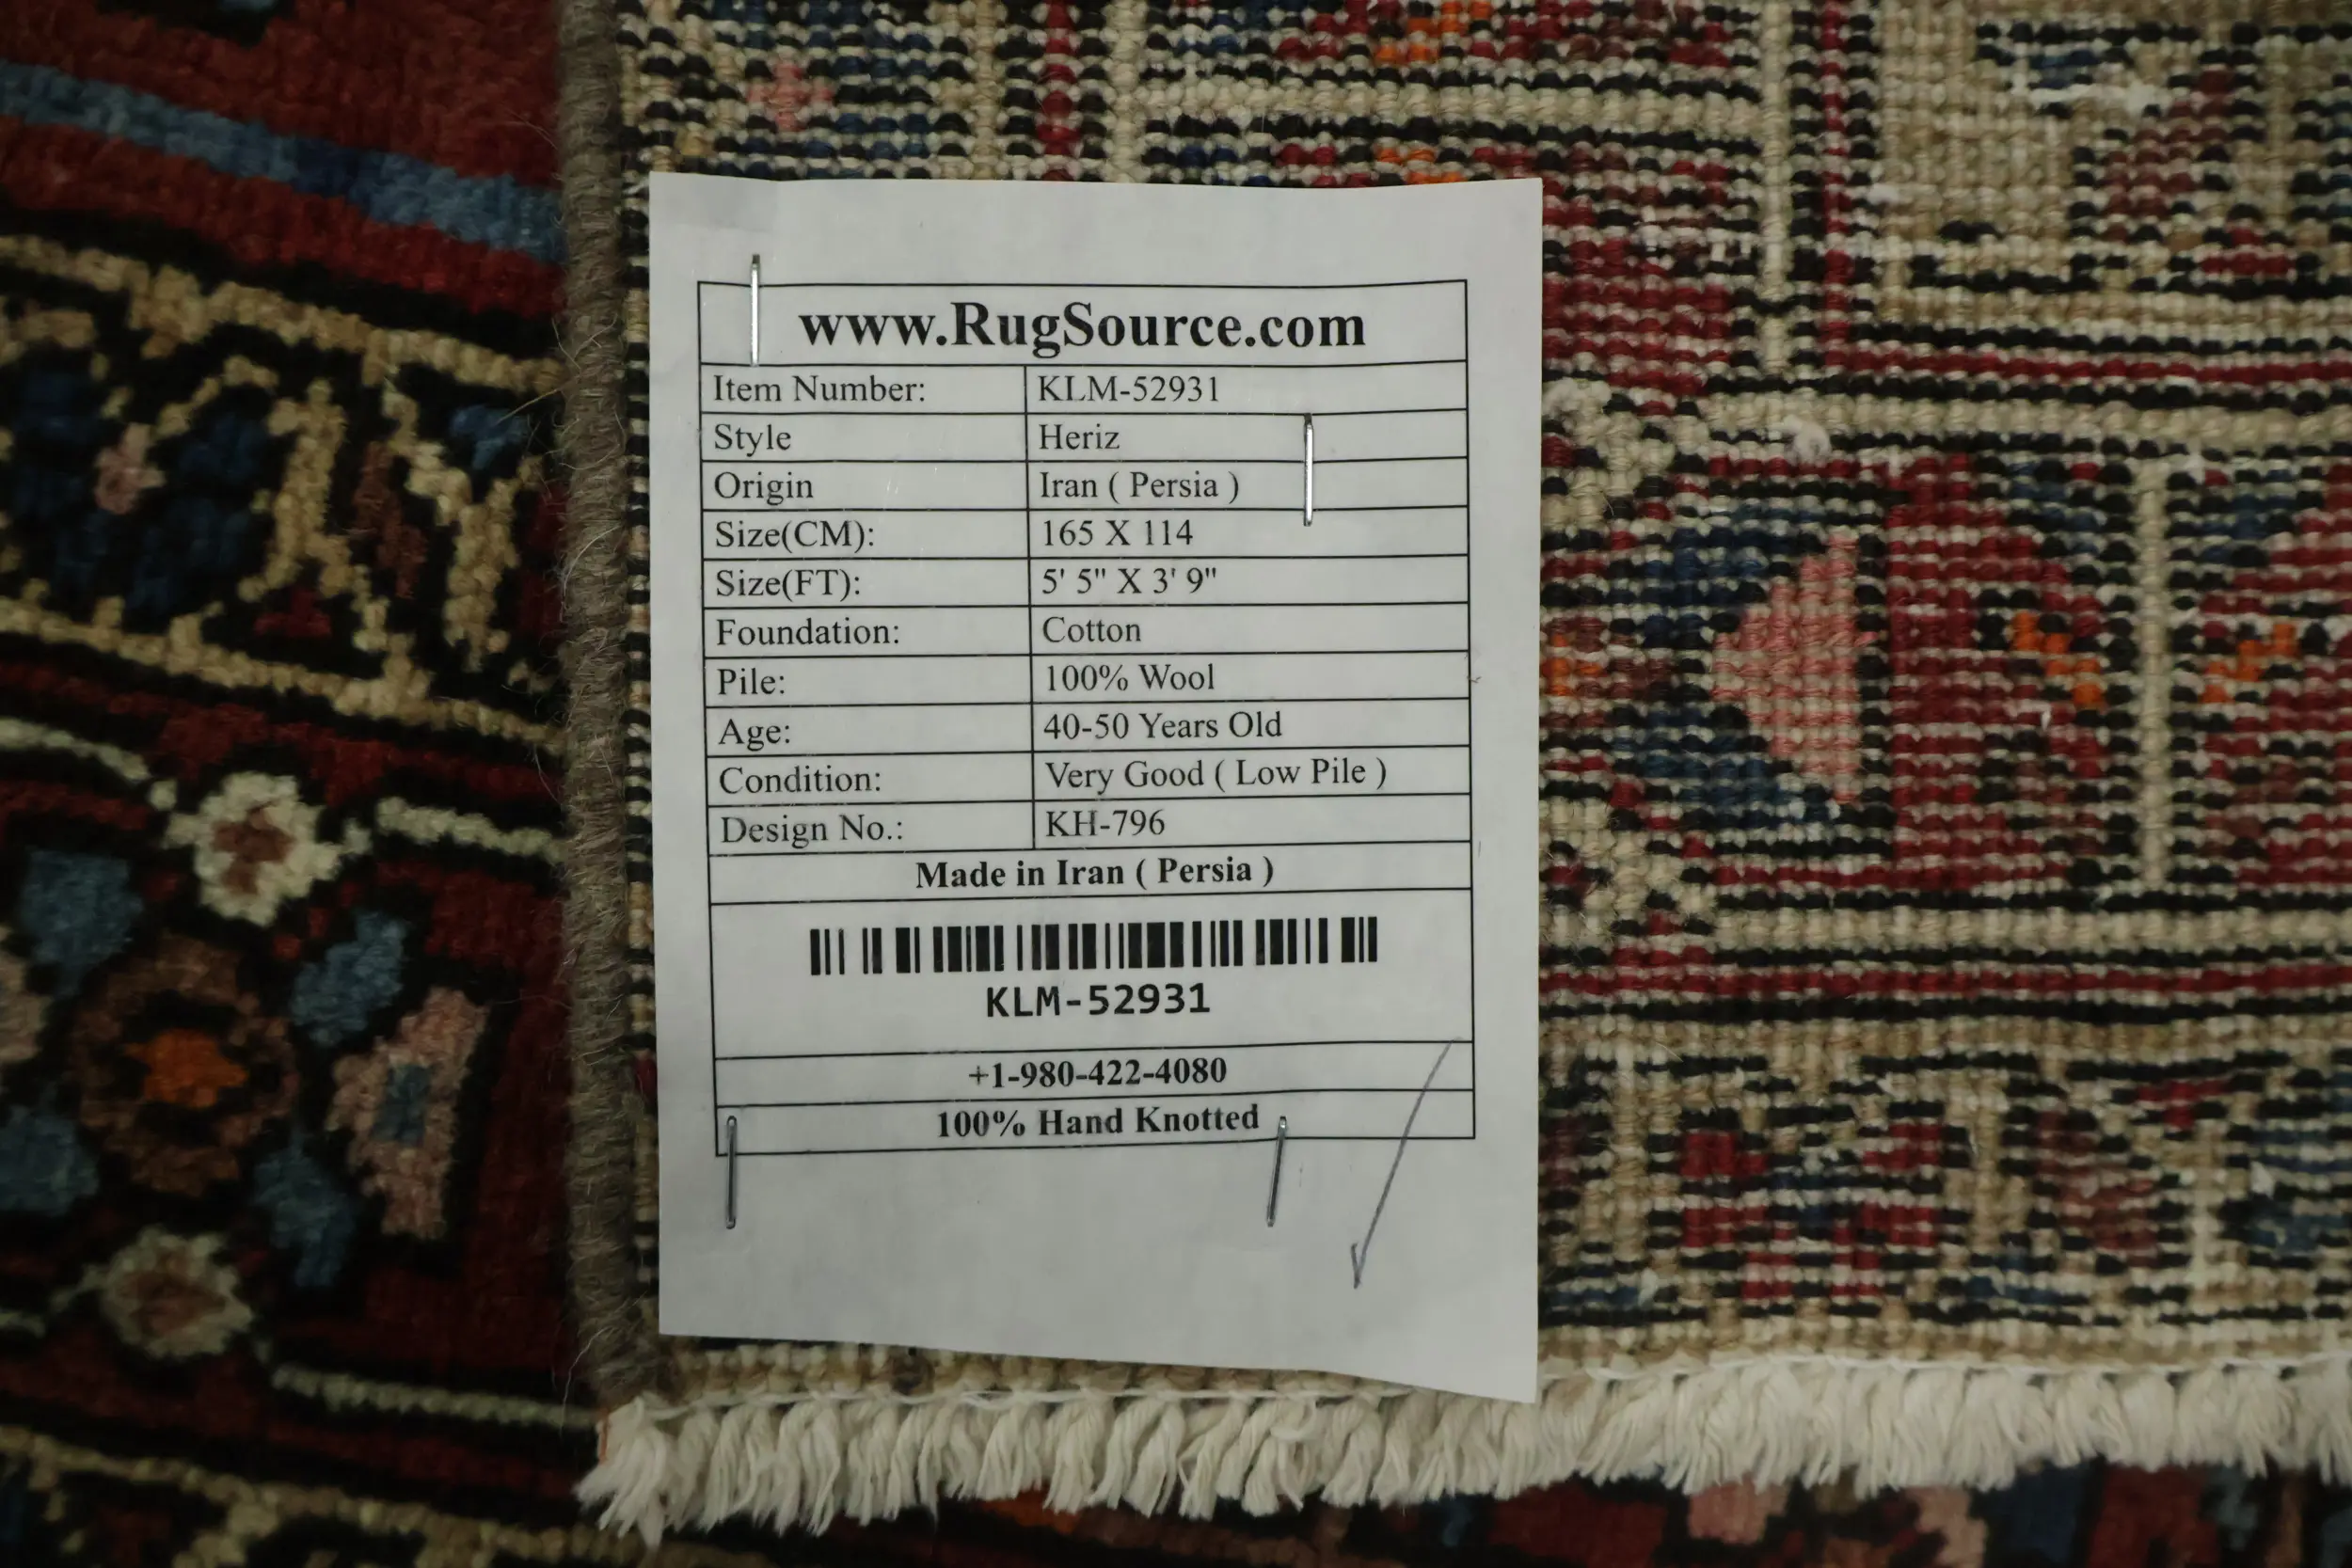 www.RugSource.com
Item Number: KLM-52931
Style Heriz
Origin Iran ( Persia )
Size(CM): 165 X 114
Size(FT): 5' 5" X 3' 9"
Foundation: Cotton
Pile: 100% Wool
Age: 40-50 Years Old
Condition: Very Good ( Low Pile )
Design No.: KH-796
Made in Iran ( Persia )
KLM-52931
+1-980-422-4080
100% Hand Knotted